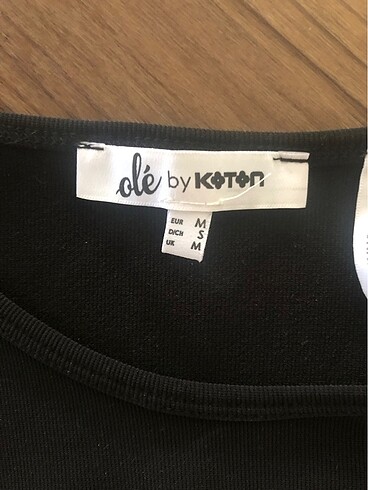 olé by KOTON
EUR M
D/CH S
UK M